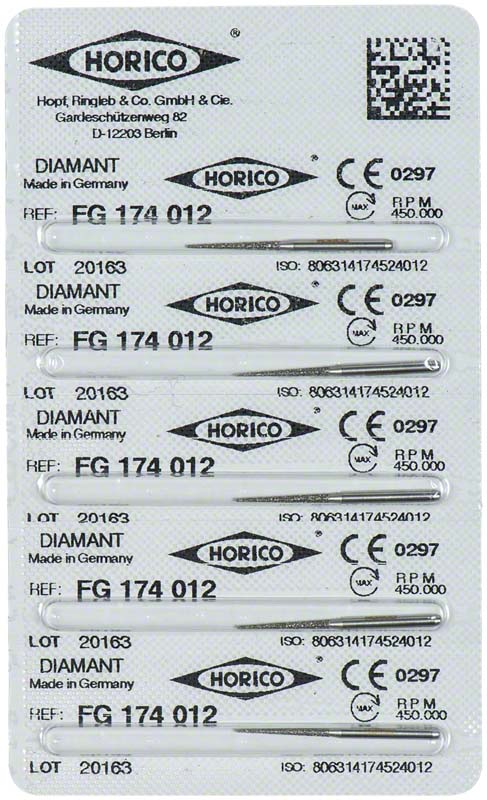 HORICO ®
Hopf, Ringleb & Co. GmbH & Cie.
Gardeschützenweg 82
D-12203 Berlin
DIAMANT
Made in Germany
HORICO ®
CE 0297
REF: FG 174 012
MAX RPM
450.000
LOT 20163 ISO: 806314174524012
DIAMANT
Made in Germany
HORICO ®
CE 0297
REF: FG 174 012
MAX RPM
450.000
LOT 20163 ISO: 806314174524012
DIAMANT
Made in Germany
HORICO ®
CE 0297
REF: FG 174 012
MAX RPM
450.000
LOT 20163 ISO: 806314174524012
DIAMANT
Made in Germany
HORICO ®
CE 0297
REF: FG 174 012
MAX RPM
450.000
LOT 20163 ISO: 806314174524012
DIAMANT
Made in Germany
HORICO ®
CE 0297
REF: FG 174 012
MAX RPM
450.000
LOT 20163 ISO: 806314174524012